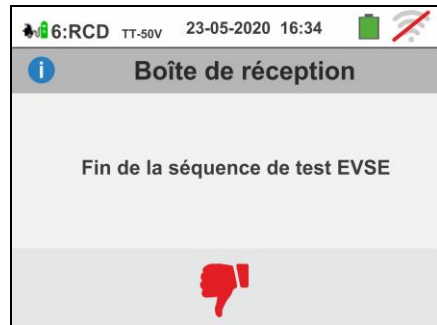 6:RCD TT-50V 23-05-2020 16:34
Boîte de réception
Fin de la séquence de test EVSE